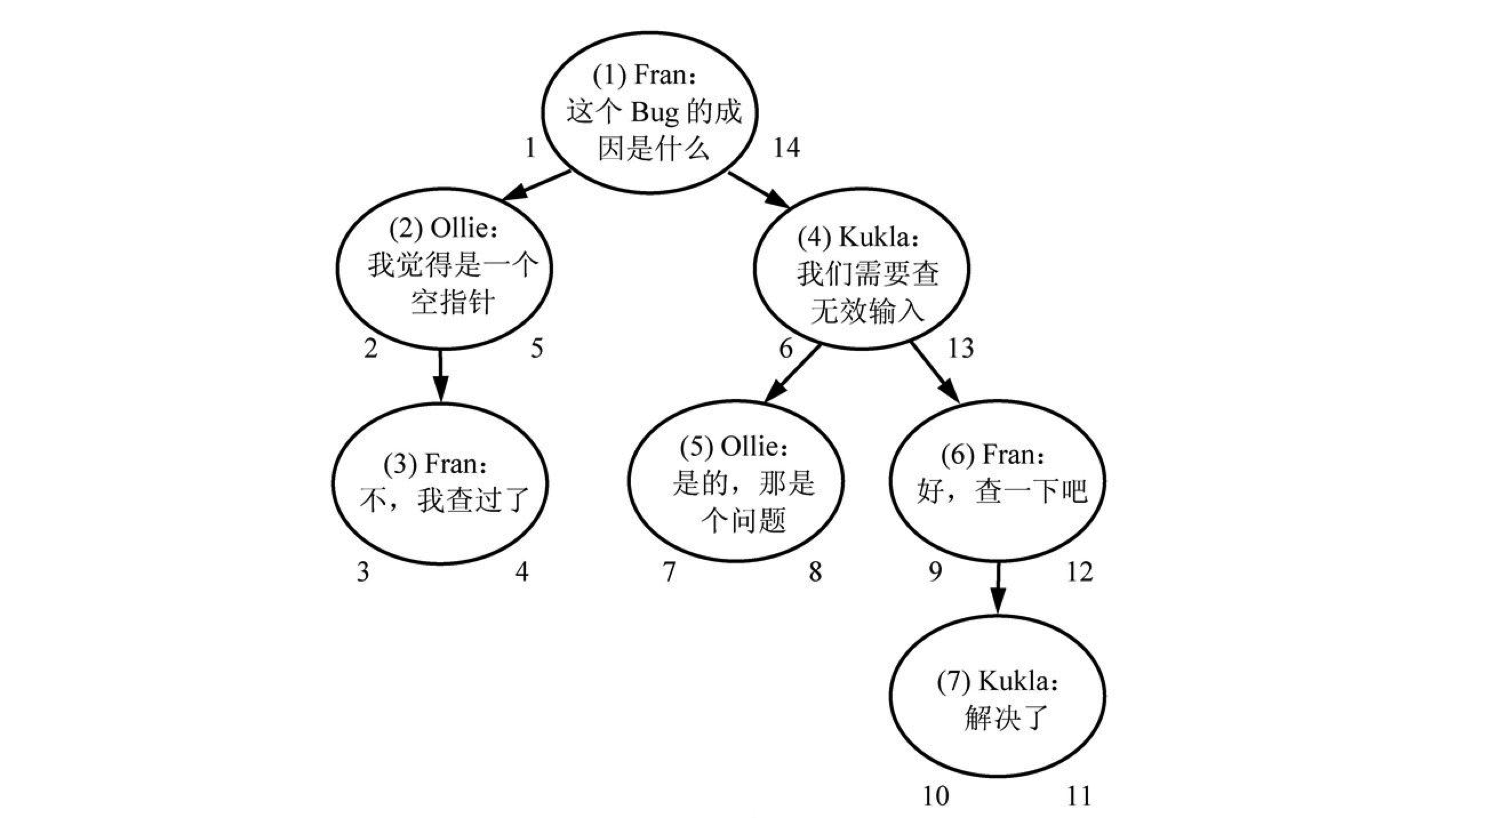 (1) Fran：
这个 Bug 的成
因是什么
1
14
(2) Ollie：
我觉得是一个
空指针
2
5
(4) Kukla：
我们需要查
无效输入
6
13
(3) Fran：
不，我查过了
3
4
(5) Ollie：
是的，那是
个问题
7
8
(6) Fran：
好，查一下吧
9
12
(7) Kukla：
解决了
10
11